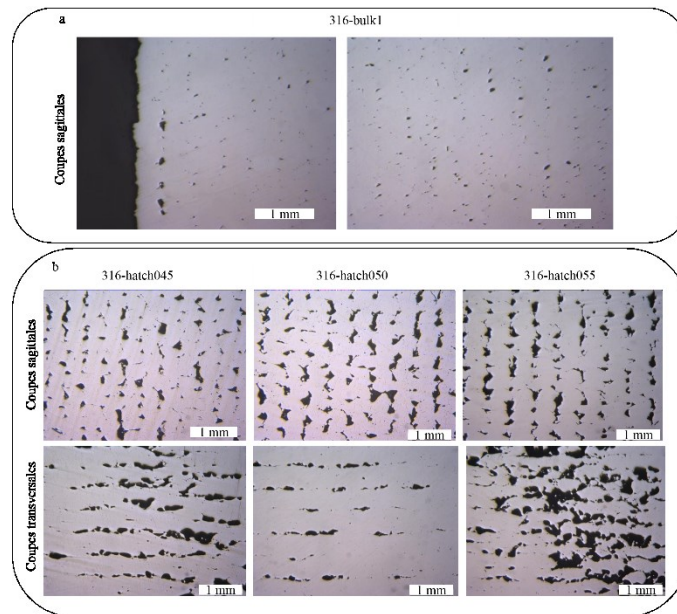 a
316-bulk1
Coupes sagittales
1 mm
1 mm
b
316-hatch045
316-hatch050
316-hatch055
Coupes sagittales
1 mm
1 mm
1 mm
Coupes transversales
1 mm
1 mm
1 mm